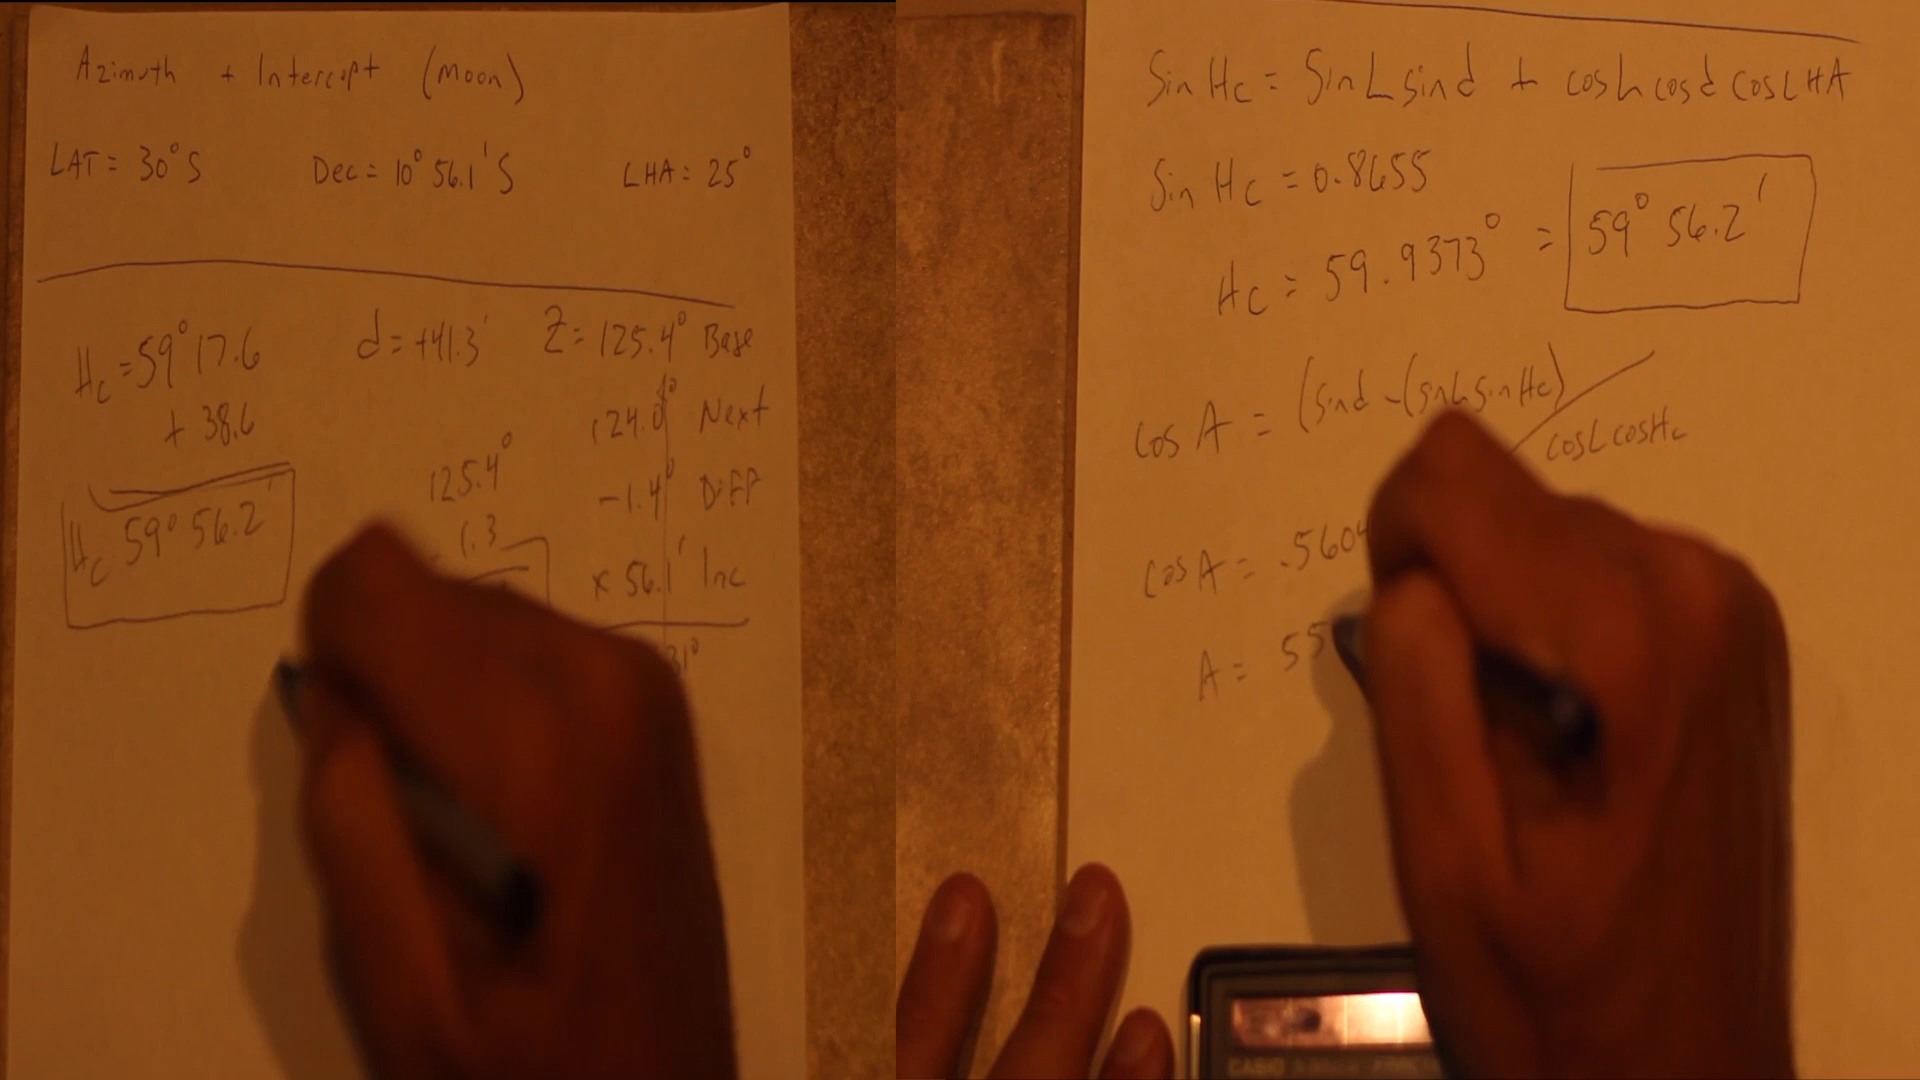 Azimuth + Intercept (Moon)
LAT = 30° S Dec = 10° 56.1' S LHA = 25°
Hc = 59° 17.6 d = +41.3' Z = 125.4° Base
+ 38.6 124.0° Next
125.4° -1.4° Diff
Hc 59° 56.2' - 1.3 x 56.1' Inc
31°
Sin Hc = Sin L sin d + cos L cos d cos LHA
Sin Hc = 0.8655
Hc = 59.9373° = 59° 56.2'
cos A = (sin d - (sin L sin Hc) / cos L cos Hc
cos A = .5604
A = 55
CASIO